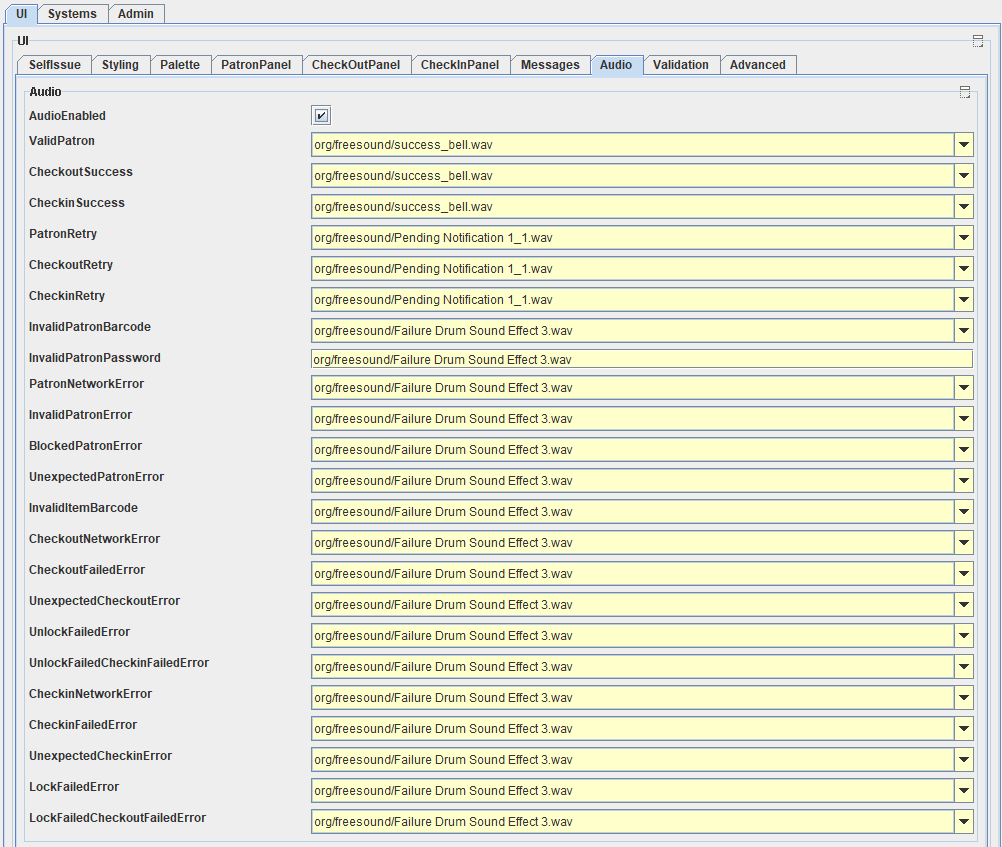 UI Systems Admin
UI
SelfIssue Styling Palette PatronPanel CheckOutPanel CheckInPanel Messages Audio Validation Advanced
Audio
AudioEnabled
ValidPatron org/freesound/success_bell.wav
CheckoutSuccess org/freesound/success_bell.wav
CheckinSuccess org/freesound/success_bell.wav
PatronRetry org/freesound/Pending Notification 1_1.wav
CheckoutRetry org/freesound/Pending Notification 1_1.wav
CheckinRetry org/freesound/Pending Notification 1_1.wav
InvalidPatronBarcode org/freesound/Failure Drum Sound Effect 3.wav
InvalidPatronPassword org/freesound/Failure Drum Sound Effect 3.wav
PatronNetworkError org/freesound/Failure Drum Sound Effect 3.wav
InvalidPatronError org/freesound/Failure Drum Sound Effect 3.wav
BlockedPatronError org/freesound/Failure Drum Sound Effect 3.wav
UnexpectedPatronError org/freesound/Failure Drum Sound Effect 3.wav
InvalidItemBarcode org/freesound/Failure Drum Sound Effect 3.wav
CheckoutNetworkError org/freesound/Failure Drum Sound Effect 3.wav
CheckoutFailedError org/freesound/Failure Drum Sound Effect 3.wav
UnexpectedCheckoutError org/freesound/Failure Drum Sound Effect 3.wav
UnlockFailedError org/freesound/Failure Drum Sound Effect 3.wav
UnlockFailedCheckinFailedError org/freesound/Failure Drum Sound Effect 3.wav
CheckinNetworkError org/freesound/Failure Drum Sound Effect 3.wav
CheckinFailedError org/freesound/Failure Drum Sound Effect 3.wav
UnexpectedCheckinError org/freesound/Failure Drum Sound Effect 3.wav
LockFailedError org/freesound/Failure Drum Sound Effect 3.wav
LockFailedCheckoutFailedError org/freesound/Failure Drum Sound Effect 3.wav